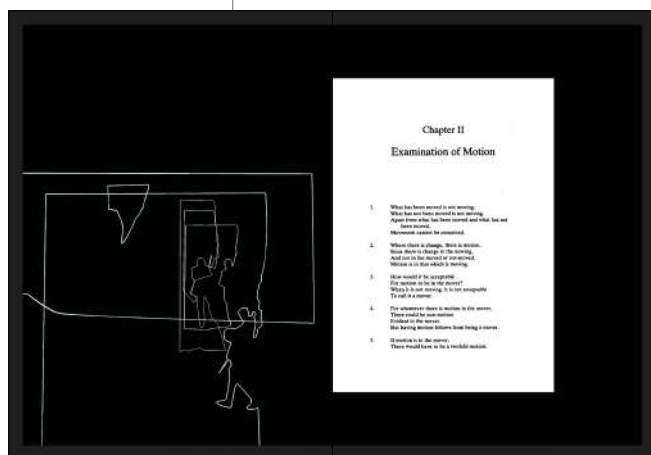 Chapter II
Examination of Motion
1. What has been moved is not moving.
What has not been moved is not moving.
Apart from what has been moved and what has not
been moved,
Movement cannot be conceived.
2. Where there is change, there is motion.
Since there is change in the moving,
And not in the moved or not-moved,
Motion is in that which is moving.
3. How would it be acceptable
For motion to be in the mover?
When it is not moving, it is not acceptable
To call it a mover.
4. For whomever there is motion in the mover,
There could be non-motion
Evident in the mover.
But having motion follows from being a mover.
5. If motion is in the mover,
There would have to be a twofold motion: